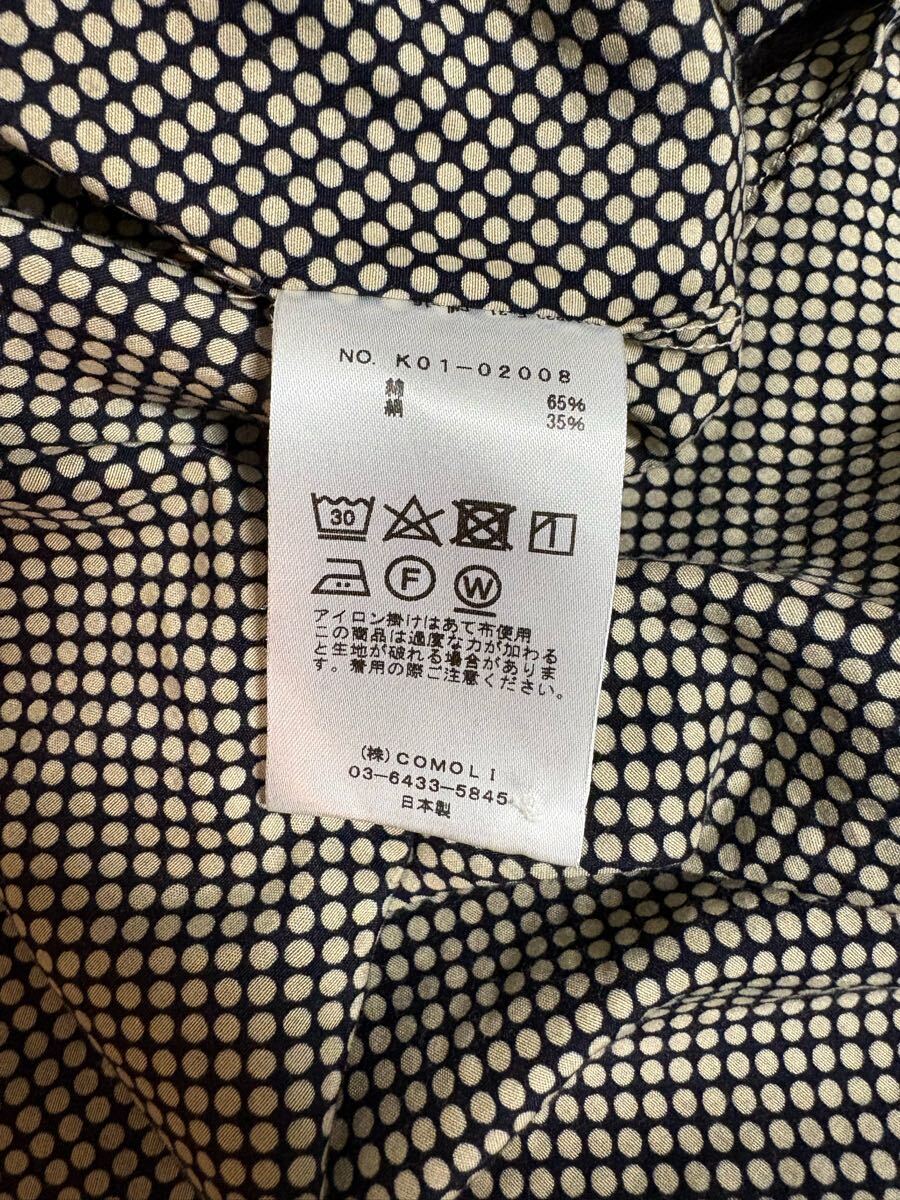 NO. K01-02008
綿 65%
絹 35%
30
F
W
アイロン掛けはあて布使用
この商品は過度な力が加わる
と生地が破れる場合がありま
す。着用の際ご注意ください。
(株)COMOLI
03-6433-5845
日本製